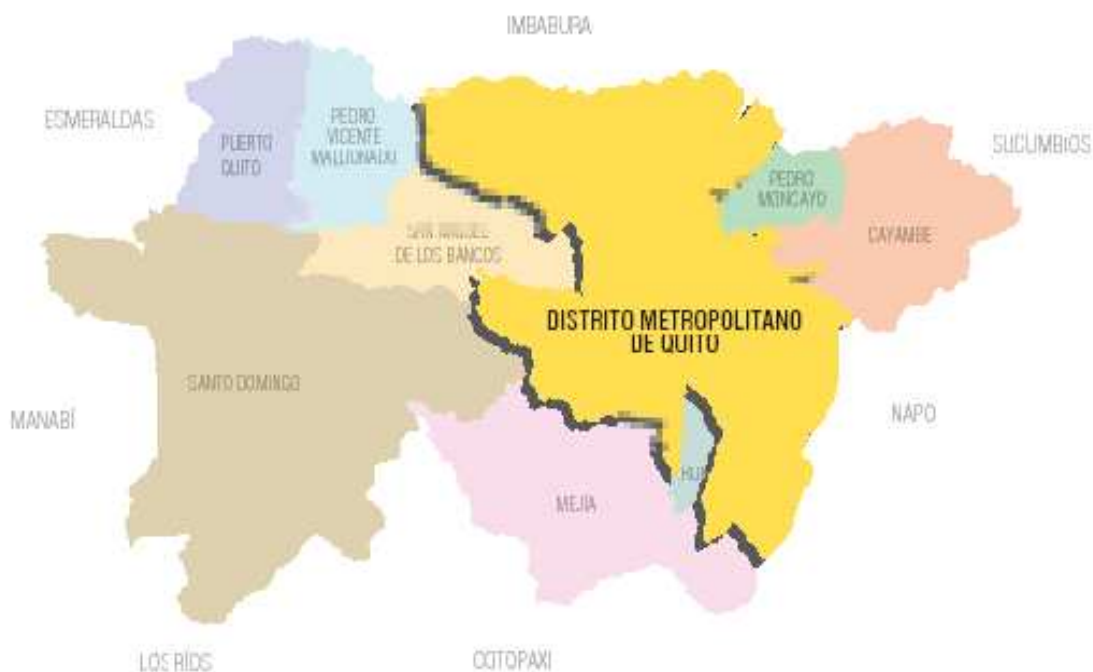 IMBABURA
ESMERALDAS
PEDRO
VICENTE
MALDONADO
PUERTO
QUITO
SUCUMBIOS
PEDRO
MONCAYO
CAYAMBE
SAN MIGUEL
DE LOS BANCOS
DISTRITO METROPOLITANO
DE QUITO
SANTO DOMINGO
MANABÍ
NAPO
RUMI
MEJIA
LOS RÍOS
COTOPAXI